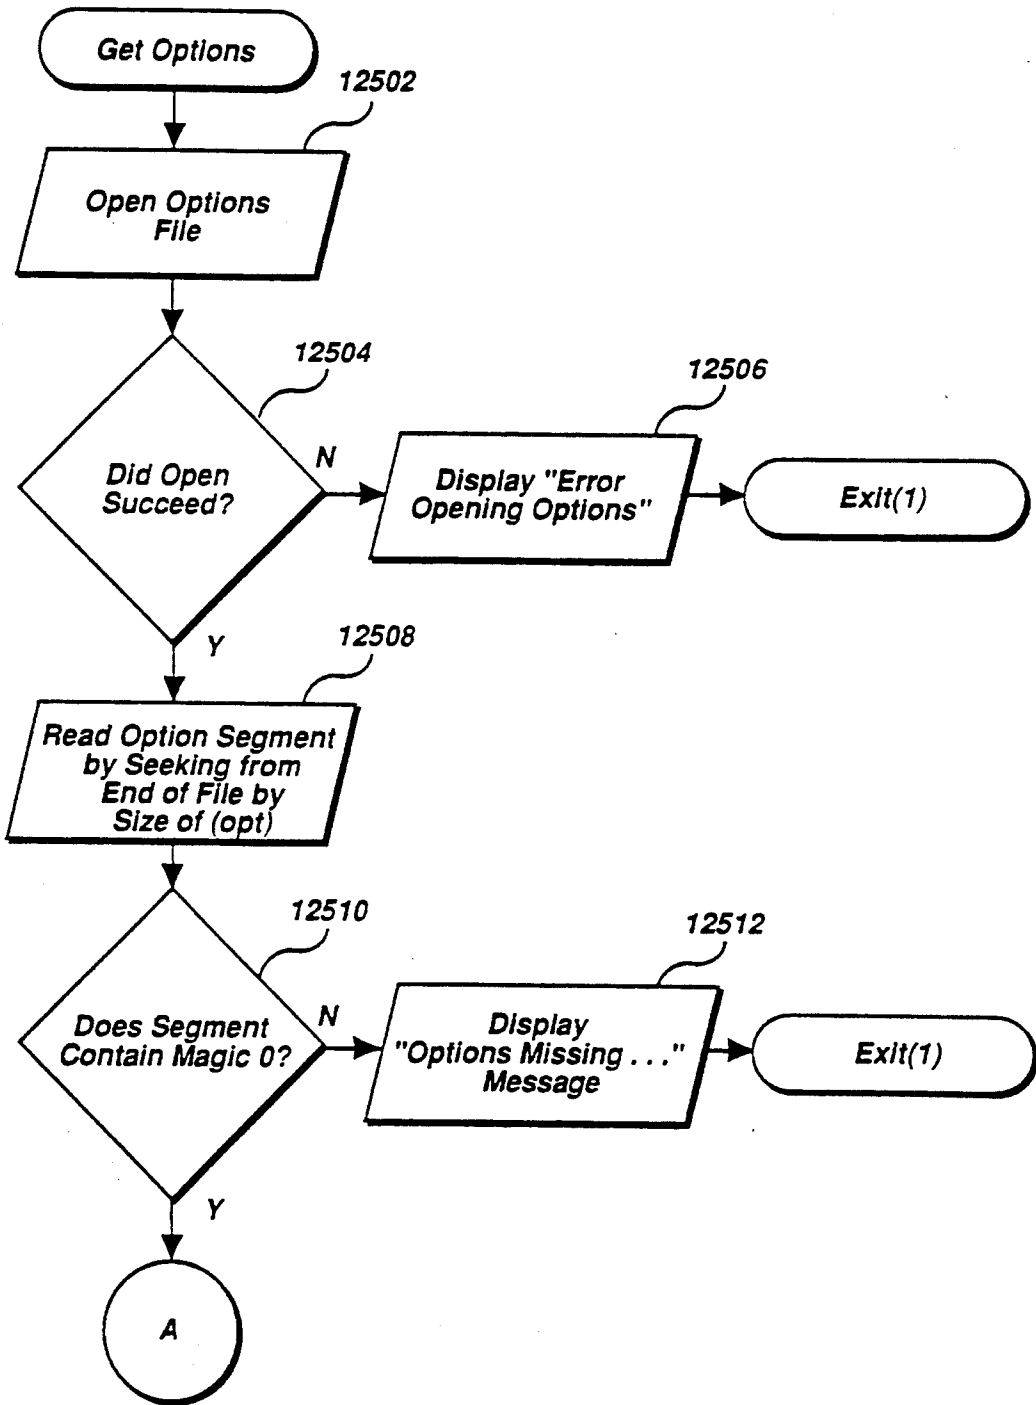 Get Options
12502
Open Options
File
12504
Did Open
Succeed?
N
12506
Display "Error
Opening Options"
Exit(1)
Y
12508
Read Option Segment
by Seeking from
End of File by
Size of (opt)
12510
Does Segment
Contain Magic 0?
N
12512
Display
"Options Missing . . ."
Message
Exit(1)
Y
A